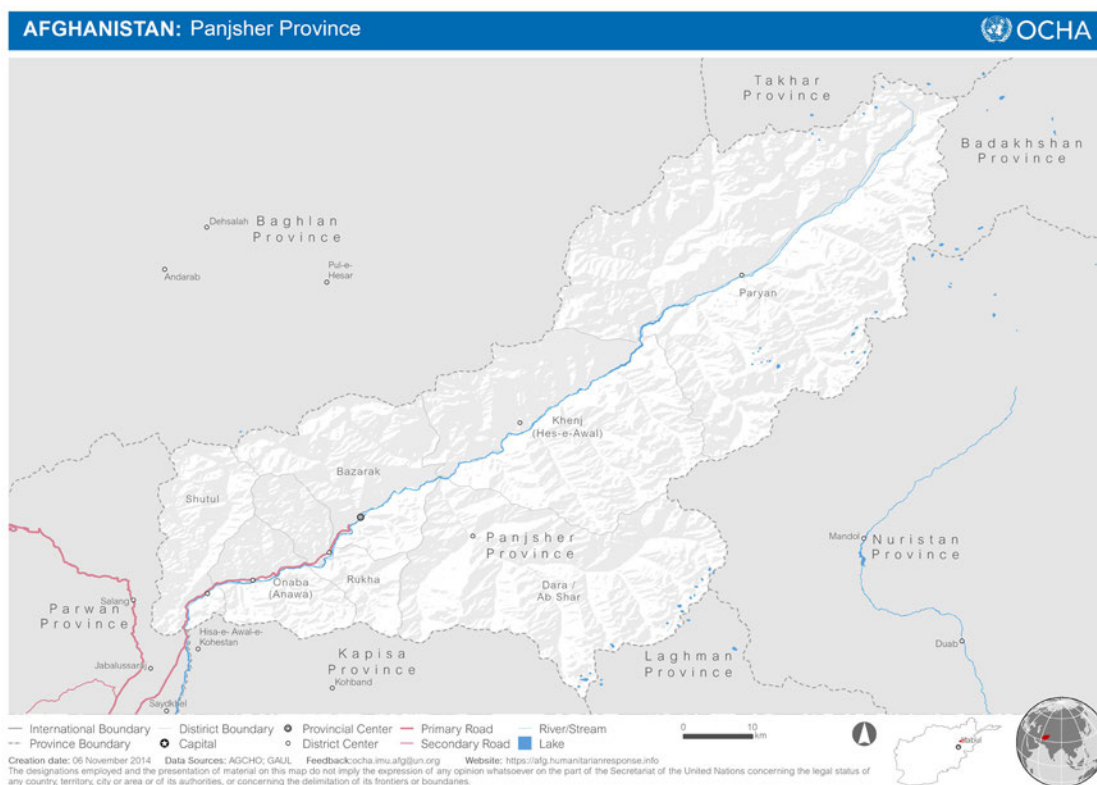 AFGHANISTAN: Panjsher Province
OCHA
Takhar
Province
Badakhshan
Province
Dehsalah
Baghlan
Province
Andarab
Pul-e-
Hesar
Paryan
Khenj
(Hes-e-Awal)
Bazarak
Shutul
Panjsher
Province
Mandol
Nuristan
Province
Onaba
(Anawa)
Rukha
Dara /
Ab Shar
Salang
Parwan
Province
Hisa-e- Awal-e-
Kohestan
Kapisa
Province
Laghman
Province
Duab
Jabalussaraj
Kohband
Saydkhel
International Boundary
District Boundary
Provincial Center
Primary Road
River/Stream
Province Boundary
Capital
District Center
Secondary Road
Lake
0 10
km
Kabul
Creation date: 06 November 2014 Data Sources: AGCHO; GAUL Feedback:ocha.imu.afg@un.org Website: https://afg.humanitarianresponse.info
The designations employed and the presentation of material on this map do not imply the expression of any opinion whatsoever on the part of the Secretariat of the United Nations concerning the legal status of
any country, territory, city or area or of its authorities, or concerning the delimitation of its frontiers or boundaries.